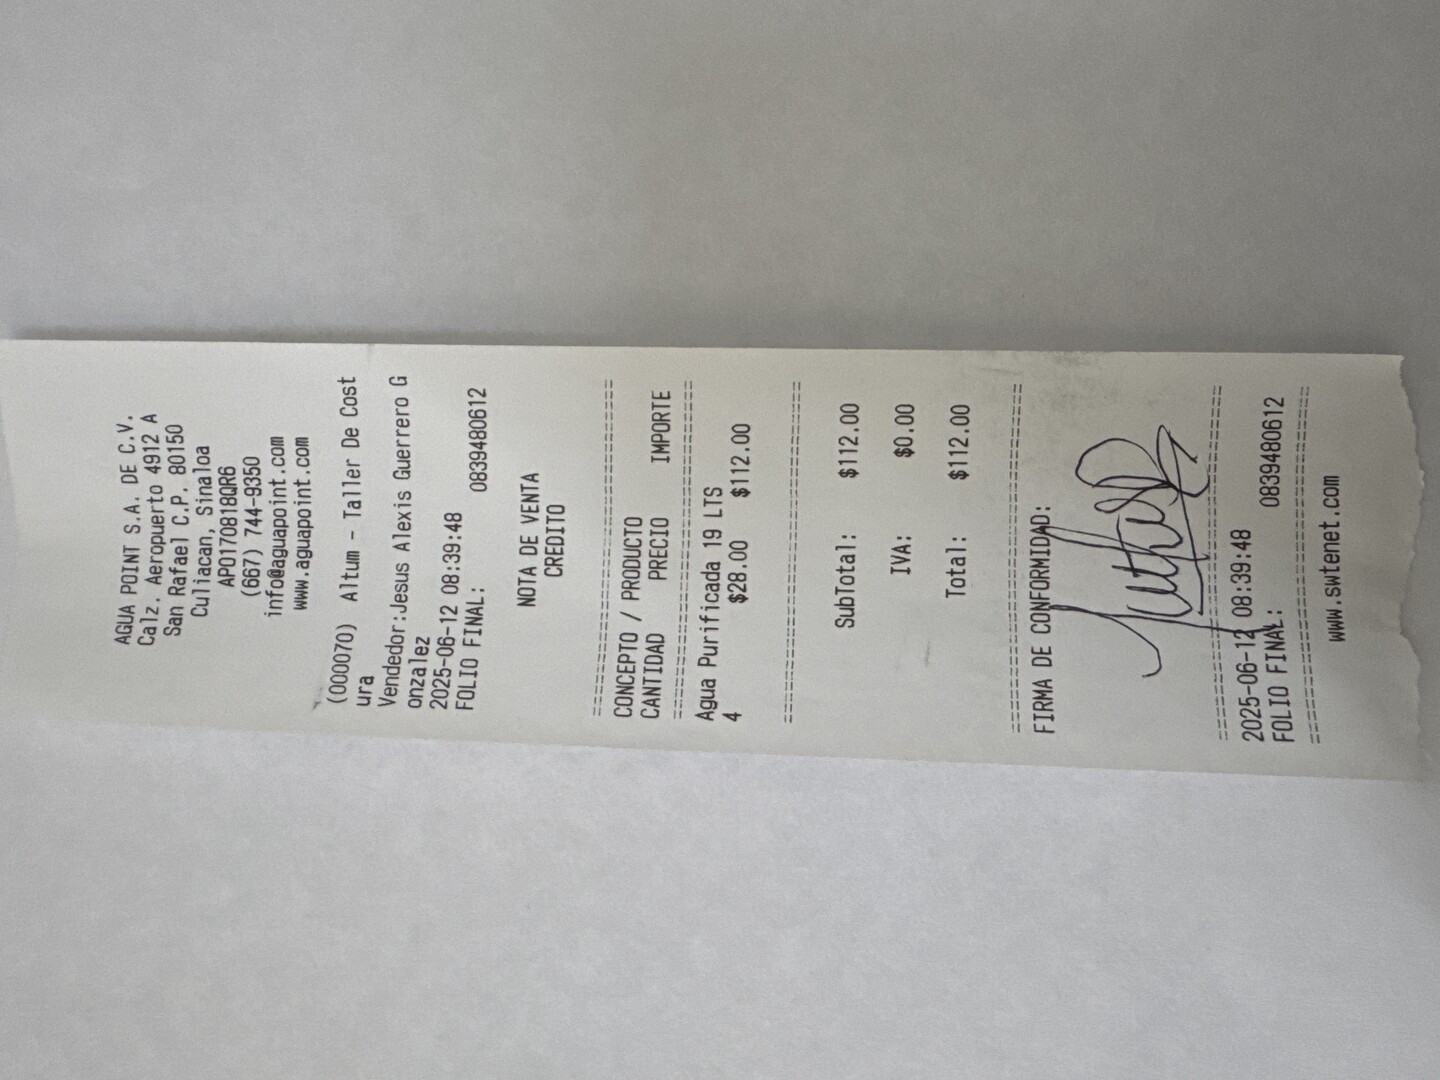 AGUA POINT S.A. DE C.V.
Calz. Aeropuerto 4912 A
San Rafael C.P. 80150
Culiacan, Sinaloa
APO170818QR6
(667) 744-9350
info@aguapoint.com
www.aguapoint.com
(000070) Altum - Taller De Cost
ura
Vendedor:Jesus Alexis Guerrero G
onzalez
2025-06-12 08:39:48
FOLIO FINAL: 0839480612
NOTA DE VENTA
CREDITO
================================
CONCEPTO / PRODUCTO
CANTIDAD PRECIO IMPORTE
================================
Agua Purificada 19 LTS
4 $28.00 $112.00
================================
SubTotal: $112.00
IVA: $0.00
Total: $112.00
================================
FIRMA DE CONFORMIDAD:
================================
2025-06-12 08:39:48
FOLIO FINAL: 0839480612
================================
www.swtenet.com